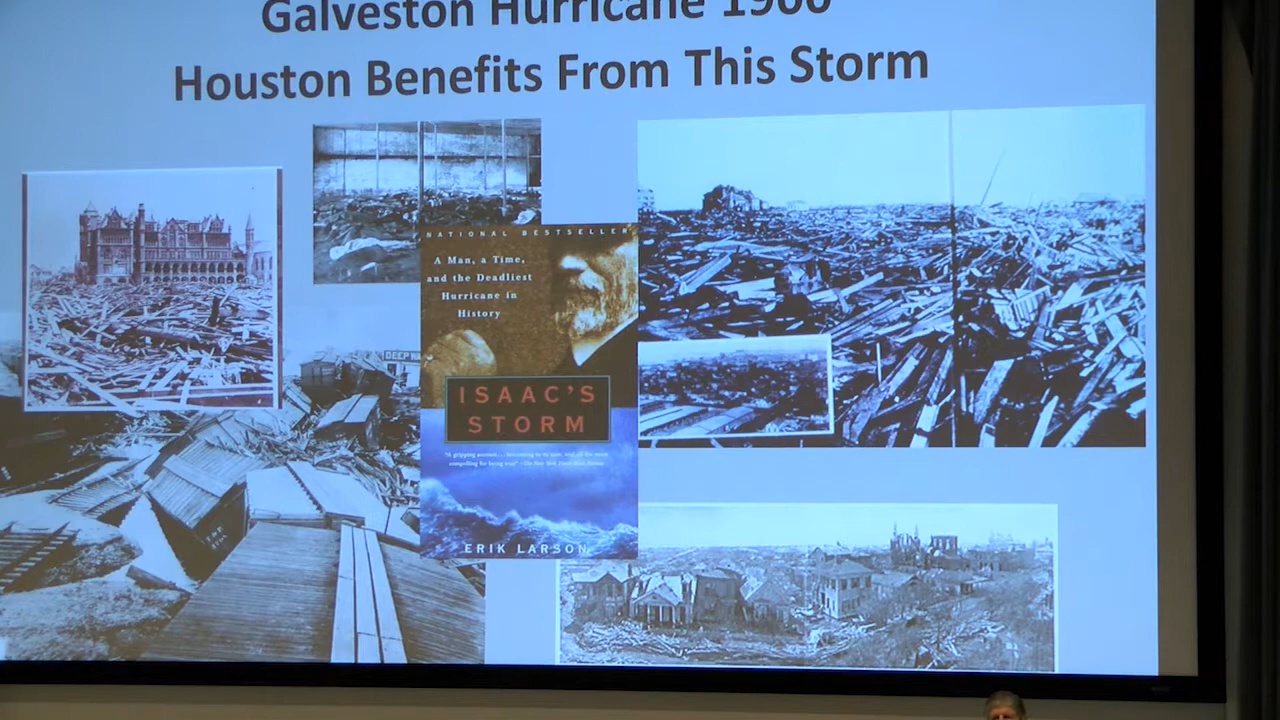 Galveston Hurricane 1900
Houston Benefits From This Storm
NATIONAL BESTSELLER
A Man, a Time,
and the Deadliest
Hurricane in
History
DEEP
ISAAC'S
STORM
ERIK LARSON